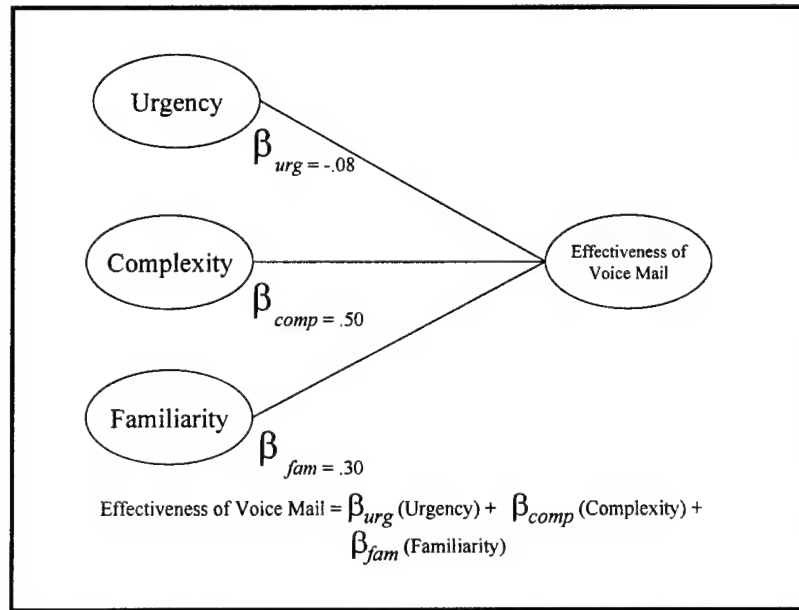 Urgency
β urg = -.08
Complexity
β comp = .50
Effectiveness of
Voice Mail
Familiarity
β fam = .30
Effectiveness of Voice Mail = β urg (Urgency) + β comp (Complexity) +
β fam (Familiarity)